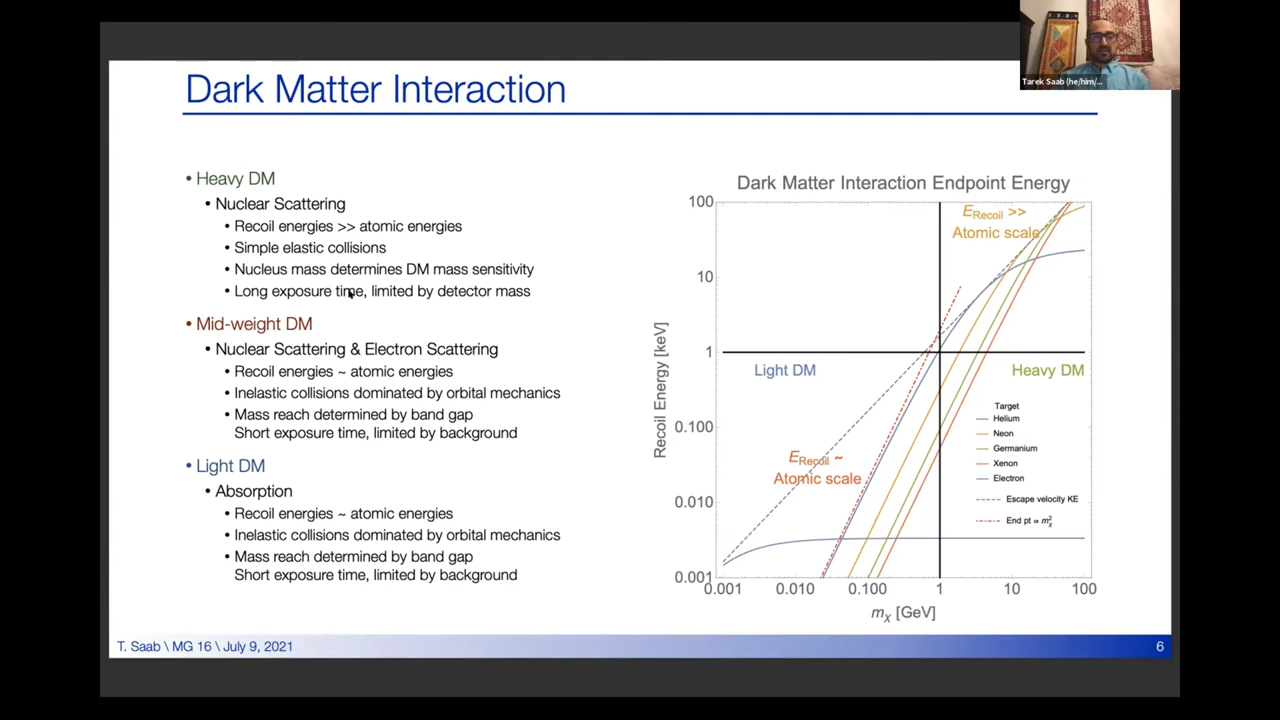 Tarek Saab (he/him/...
Dark Matter Interaction
• Heavy DM
• Nuclear Scattering
• Recoil energies >> atomic energies
• Simple elastic collisions
• Nucleus mass determines DM mass sensitivity
• Long exposure time, limited by detector mass
• Mid-weight DM
• Nuclear Scattering & Electron Scattering
• Recoil energies ~ atomic energies
• Inelastic collisions dominated by orbital mechanics
• Mass reach determined by band gap
Short exposure time, limited by background
• Light DM
• Absorption
• Recoil energies ~ atomic energies
• Inelastic collisions dominated by orbital mechanics
• Mass reach determined by band gap
Short exposure time, limited by background
Dark Matter Interaction Endpoint Energy
100
10
1
0.100
0.010
0.001
Recoil Energy [keV]
E_Recoil >>
Atomic scale
Light DM
Heavy DM
E_Recoil ~
Atomic scale
Target
Helium
Neon
Germanium
Xenon
Electron
Escape velocity KE
End pt ∝ m_χ^2
0.001 0.010 0.100 1 10 100
m_χ [GeV]
T. Saab \ MG 16 \ July 9, 2021
6